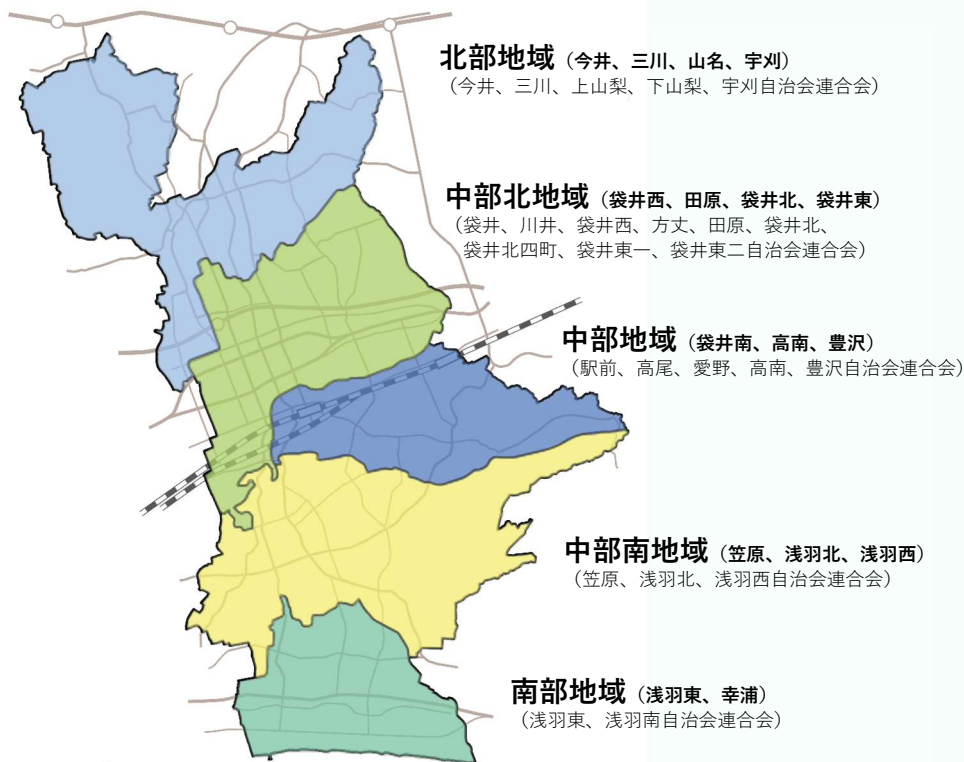 北部地域（今井、三川、山名、宇刈）
（今井、三川、上山梨、下山梨、宇刈自治会連合会）
中部北地域（袋井西、田原、袋井北、袋井東）
（袋井、川井、袋井西、方丈、田原、袋井北、
袋井北四町、袋井東一、袋井東二自治会連合会）
中部地域（袋井南、高南、豊沢）
（駅前、高尾、愛野、高南、豊沢自治会連合会）
中部南地域（笠原、浅羽北、浅羽西）
（笠原、浅羽北、浅羽西自治会連合会）
南部地域（浅羽東、幸浦）
（浅羽東、浅羽南自治会連合会）